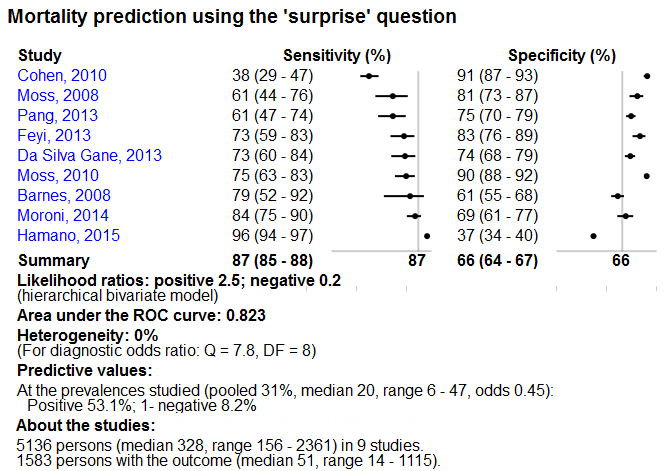 Mortality prediction using the 'surprise' question
Study Sensitivity (%) Specificity (%)
Cohen, 2010 38 (29 - 47) 91 (87 - 93)
Moss, 2008 61 (44 - 76) 81 (73 - 87)
Pang, 2013 61 (47 - 74) 75 (70 - 79)
Feyi, 2013 73 (59 - 83) 83 (76 - 89)
Da Silva Gane, 2013 73 (60 - 84) 74 (68 - 79)
Moss, 2010 75 (63 - 83) 90 (88 - 92)
Barnes, 2008 79 (52 - 92) 61 (55 - 68)
Moroni, 2014 84 (75 - 90) 69 (61 - 77)
Hamano, 2015 96 (94 - 97) 37 (34 - 40)
Summary 87 (85 - 88) 87 66 (64 - 67) 66
Likelihood ratios: positive 2.5; negative 0.2
(hierarchical bivariate model)
Area under the ROC curve: 0.823
Heterogeneity: 0%
(For diagnostic odds ratio: Q = 7.8, DF = 8)
Predictive values:
At the prevalences studied (pooled 31%, median 20, range 6 - 47, odds 0.45):
Positive 53.1%; 1- negative 8.2%
About the studies:
5136 persons (median 328, range 156 - 2361) in 9 studies.
1583 persons with the outcome (median 51, range 14 - 1115).